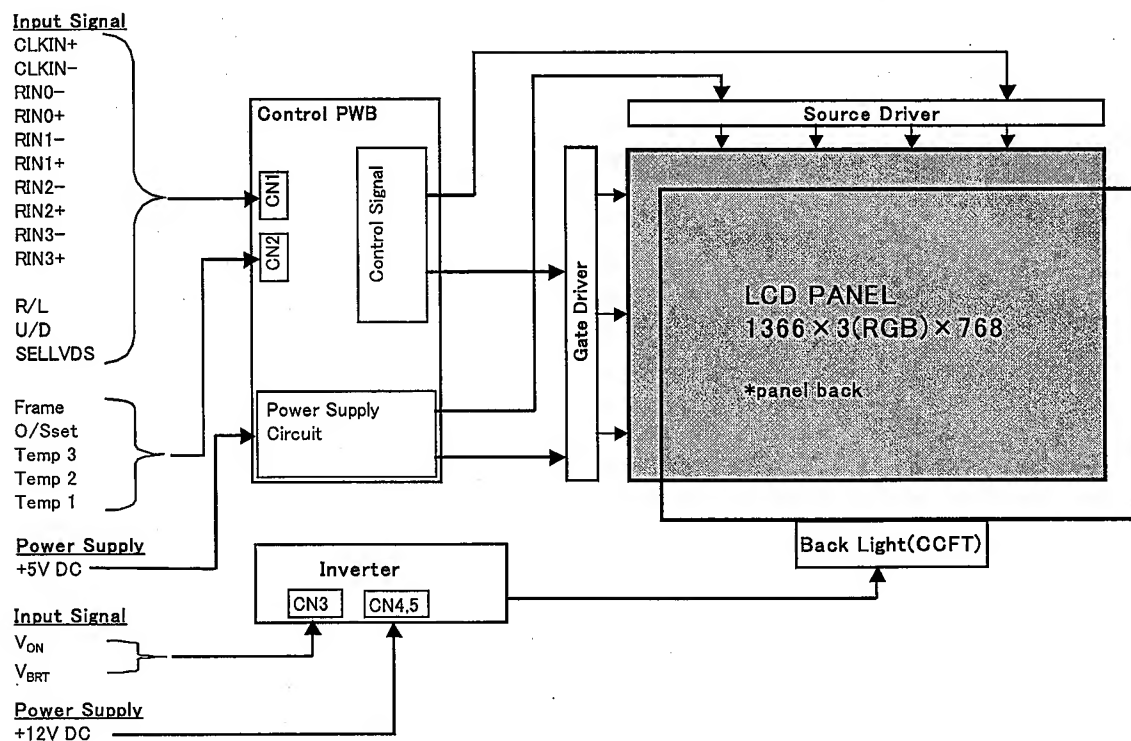 Input Signal
CLKIN+
CLKIN−
RIN0−
RIN0+
RIN1−
RIN1+
RIN2−
RIN2+
RIN3−
RIN3+
R/L
U/D
SELLVDS
Frame
O/Sset
Temp 3
Temp 2
Temp 1
Power Supply
+5V DC
Input Signal
VON
VBRT
Power Supply
+12V DC
Control PWB
CN1
CN2
Control Signal
Power Supply
Circuit
Inverter
CN3
CN4,5
Gate Driver
Source Driver
LCD PANEL
1366×3(RGB)×768
*panel back
Back Light(CCFT)